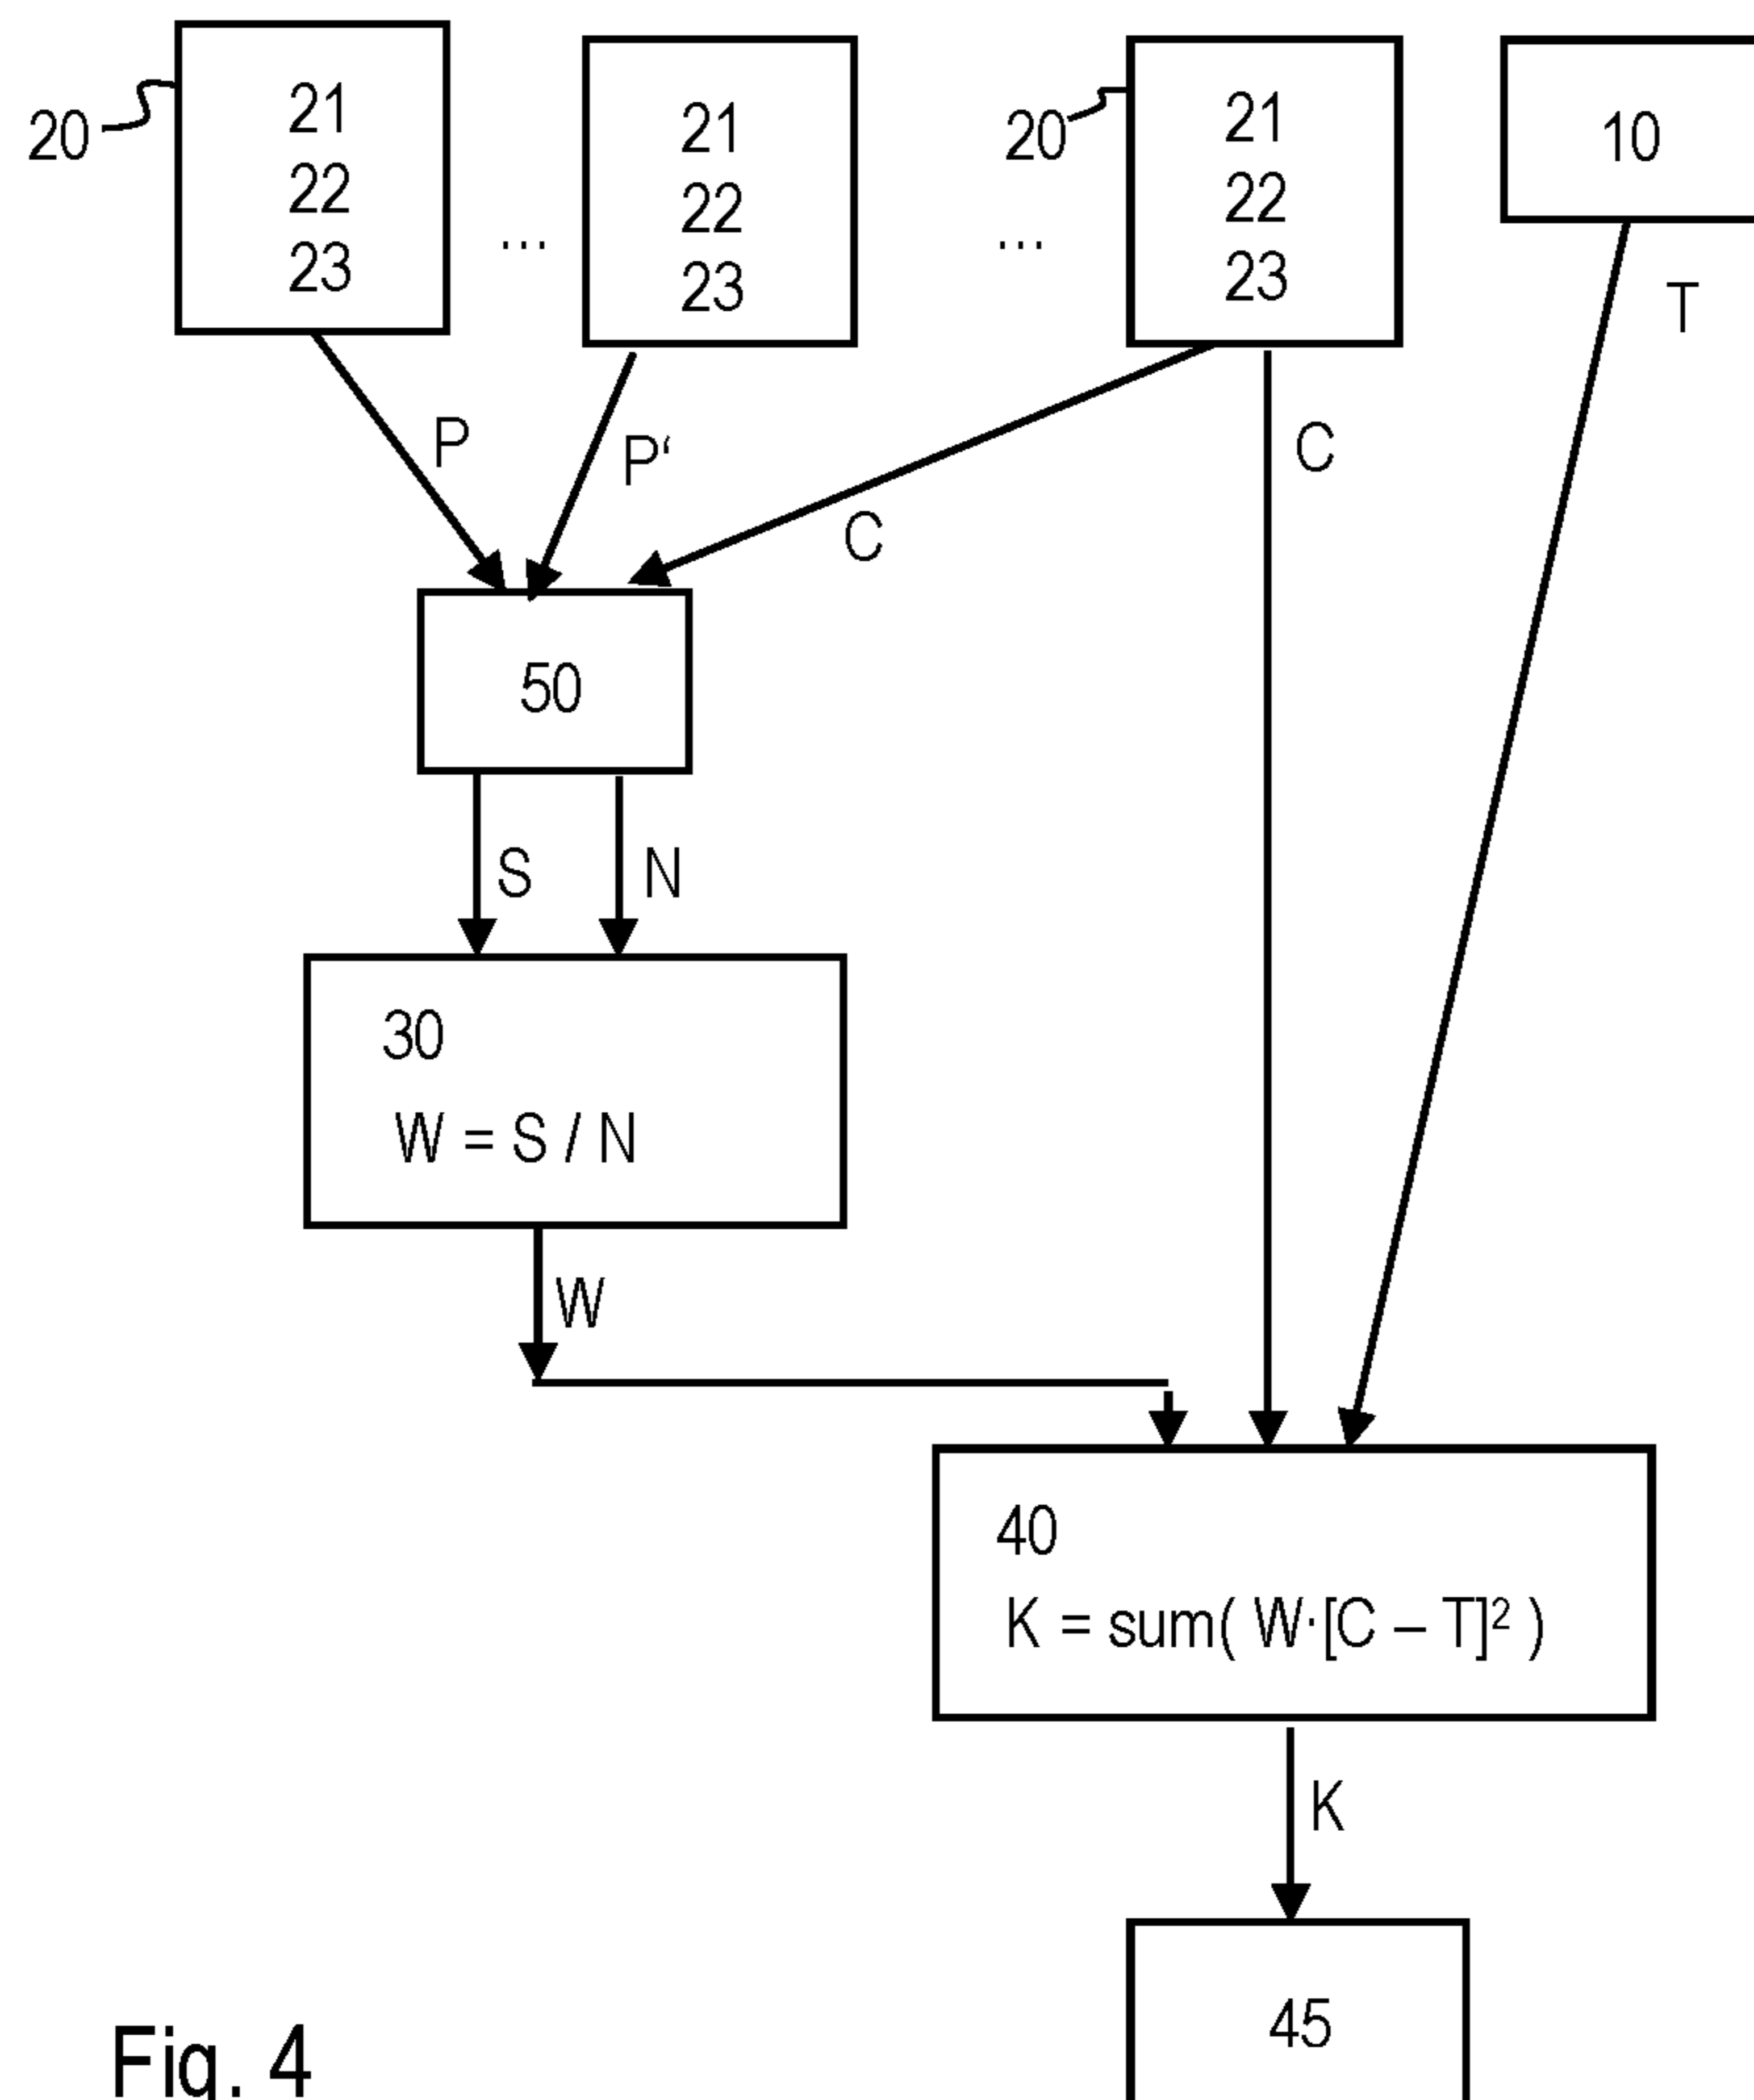 20
21
22
23
...
21
22
23
...
20
21
22
23
10
T
P
P‘
C
C
50
S
N
30
W = S / N
W
40
K = sum( W·[C – T]² )
K
45
Fig. 4